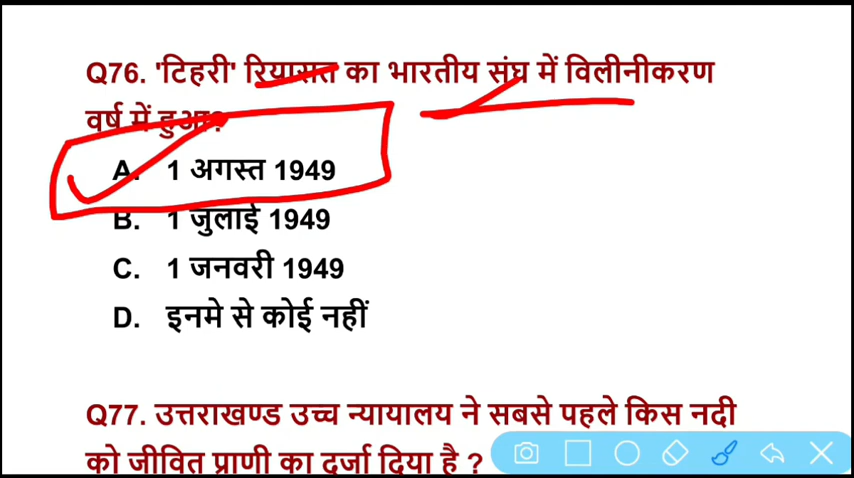 Q76. 'टिहरी' रियासत का भारतीय संघ में विलीनीकरण
वर्ष में हुआ?
A. 1 अगस्त 1949
B. 1 जुलाई 1949
C. 1 जनवरी 1949
D. इनमे से कोई नहीं
Q77. उत्तराखण्ड उच्च न्यायालय ने सबसे पहले किस नदी
को जीवित प्राणी का दर्जा दिया है ?